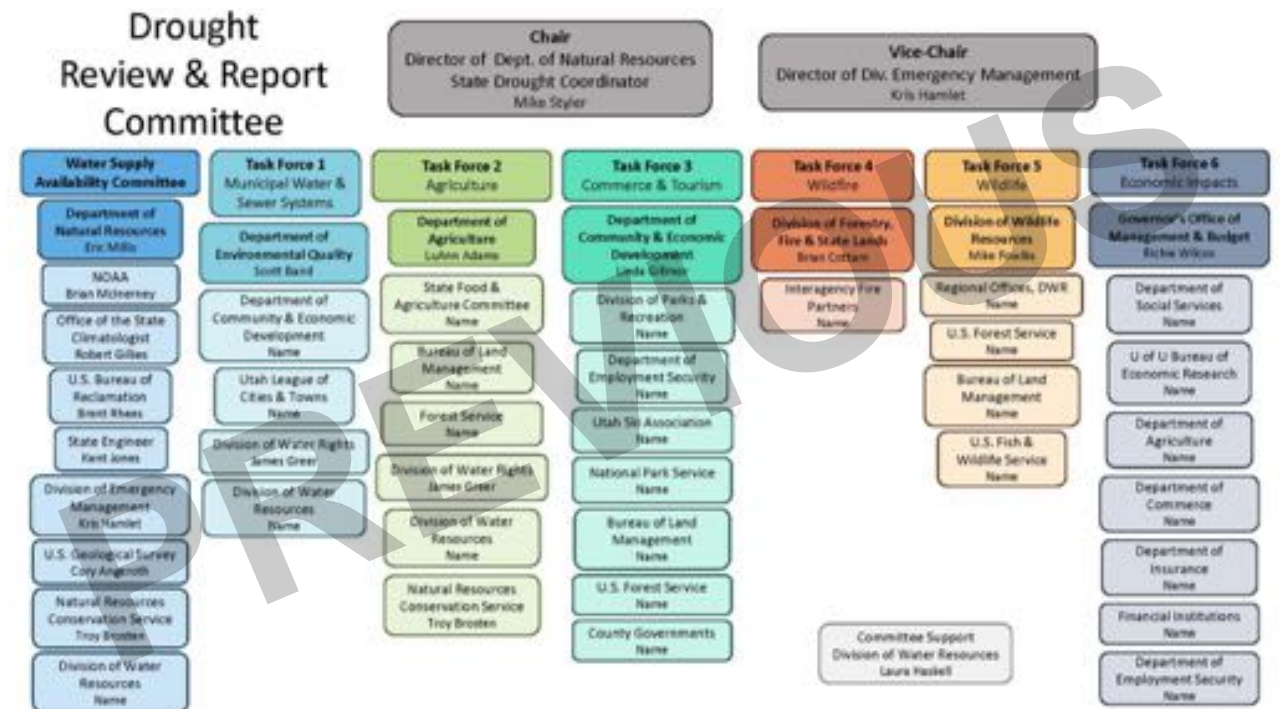 Drought
Review & Report
Committee
Chair
Director of Dept. of Natural Resources
State Drought Coordinator
Mike Styler
Vice-Chair
Director of Div. Emergency Management
Kris Hamlet
Water Supply
Availability Committee
Department of
Natural Resources
Eric Millis
NOAA
Brian McInerney
Office of the State
Climatologist
Robert Gillies
U.S. Bureau of
Reclamation
Brent Rhees
State Engineer
Kent Jones
Division of Emergency
Management
Kris Hamlet
U.S. Geological Survey
Cory Angeroth
Natural Resources
Conservation Service
Troy Brosten
Division of Water
Resources
Name
Task Force 1
Municipal Water &
Sewer Systems
Department of
Environmental Quality
Scott Baird
Department of
Community & Economic
Development
Name
Utah League of
Cities & Towns
Name
Division of Water Rights
James Greer
Division of Water
Resources
Name
Task Force 2
Agriculture
Department of
Agriculture
LuAnn Adams
State Food &
Agriculture Committee
Name
Bureau of Land
Management
Name
Forest Service
Name
Division of Water Rights
James Greer
Division of Water
Resources
Name
Natural Resources
Conservation Service
Troy Brosten
Task Force 3
Commerce & Tourism
Department of
Community & Economic
Development
Linda Gillmor
Division of Parks &
Recreation
Name
Department of
Employment Security
Name
Utah Ski Association
Name
National Park Service
Name
Bureau of Land
Management
Name
U.S. Forest Service
Name
County Governments
Name
Task Force 4
Wildfire
Division of Forestry,
Fire & State Lands
Brian Cottam
Interagency Fire
Partners
Name
Task Force 5
Wildlife
Division of Wildlife
Resources
Mike Fowlks
Regional Offices, DWR
Name
U.S. Forest Service
Name
Bureau of Land
Management
Name
U.S. Fish &
Wildlife Service
Name
Task Force 6
Economic Impacts
Governor's Office of
Management & Budget
Richie Wilcox
Department of
Social Services
Name
U of U Bureau of
Economic Research
Name
Department of
Agriculture
Name
Department of
Commerce
Name
Department of
Insurance
Name
Financial Institutions
Name
Department of
Employment Security
Name
Committee Support
Division of Water Resources
Laura Haskell
PREVIOUS